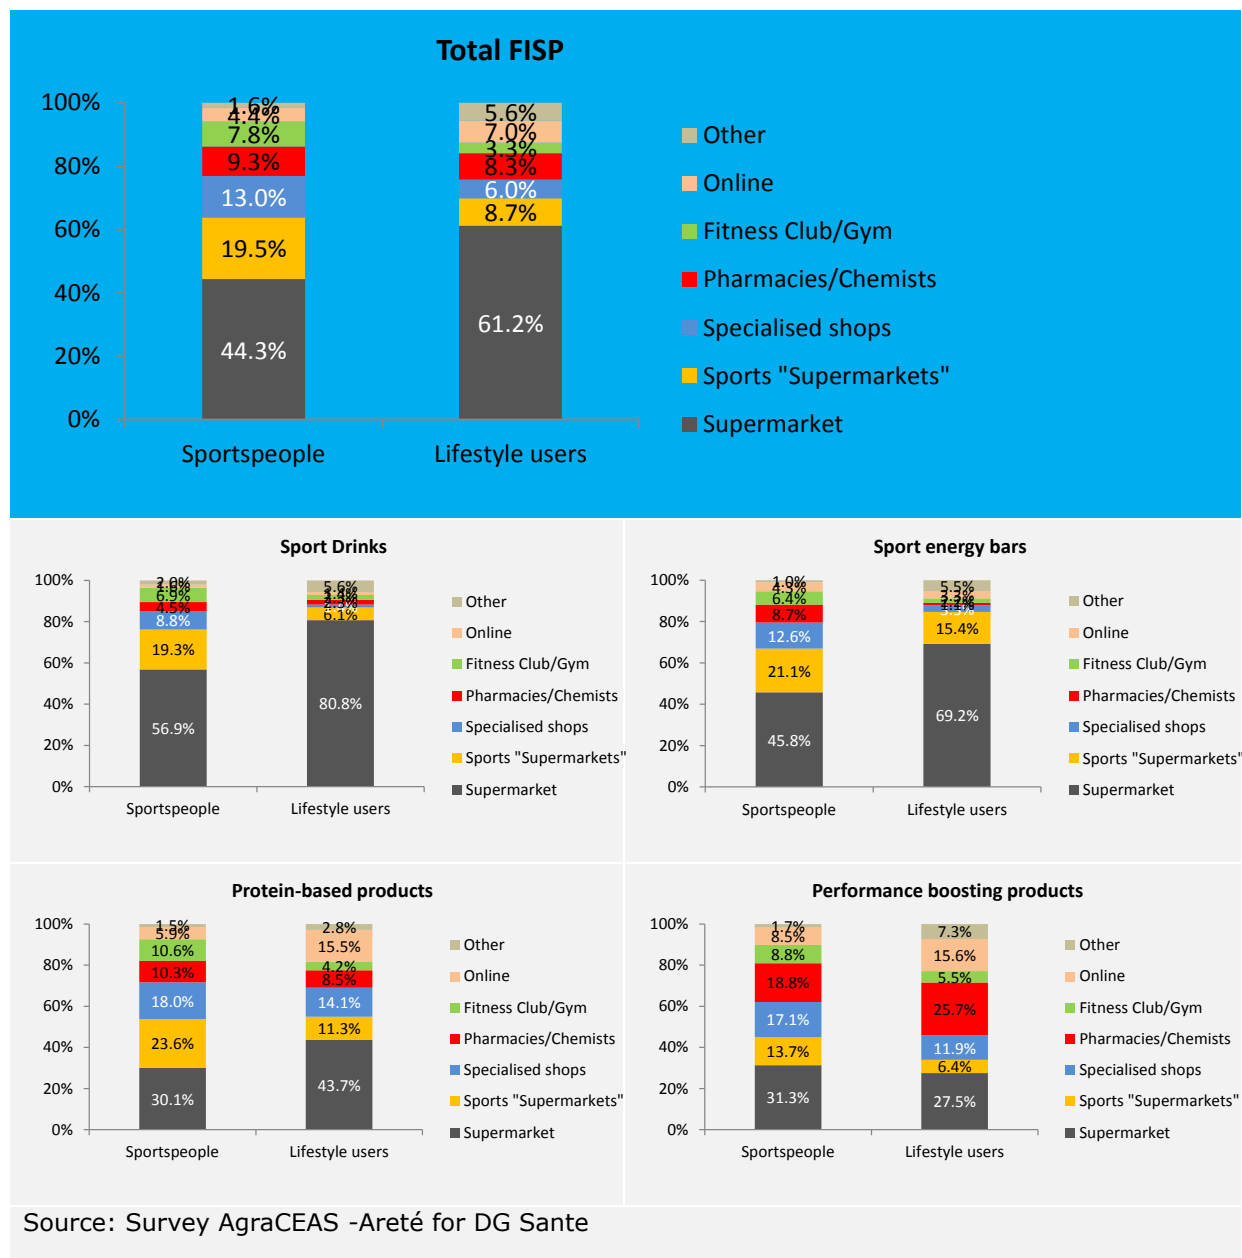 Total FISP
100%
80%
60%
40%
20%
0%
1.6%
4.4%
7.8%
9.3%
13.0%
19.5%
44.3%
5.6%
7.0%
3.3%
8.3%
6.0%
8.7%
61.2%
Sportspeople
Lifestyle users
Other
Online
Fitness Club/Gym
Pharmacies/Chemists
Specialised shops
Sports "Supermarkets"
Supermarket
Sport Drinks
100%
80%
60%
40%
20%
0%
2.0%
1.6%
6.9%
4.5%
8.8%
19.3%
56.9%
5.6%
6.1%
80.8%
Sportspeople
Lifestyle users
Other
Online
Fitness Club/Gym
Pharmacies/Chemists
Specialised shops
Sports "Supermarkets"
Supermarket
Sport energy bars
100%
80%
60%
40%
20%
0%
1.0%
4.3%
6.4%
8.7%
12.6%
21.1%
45.8%
5.5%
3.3%
15.4%
69.2%
Sportspeople
Lifestyle users
Other
Online
Fitness Club/Gym
Pharmacies/Chemists
Specialised shops
Sports "Supermarkets"
Supermarket
Protein-based products
100%
80%
60%
40%
20%
0%
1.5%
5.9%
10.6%
10.3%
18.0%
23.6%
30.1%
2.8%
15.5%
4.2%
8.5%
14.1%
11.3%
43.7%
Sportspeople
Lifestyle users
Other
Online
Fitness Club/Gym
Pharmacies/Chemists
Specialised shops
Sports "Supermarkets"
Supermarket
Performance boosting products
100%
80%
60%
40%
20%
0%
1.7%
8.5%
8.8%
18.8%
17.1%
13.7%
31.3%
7.3%
15.6%
5.5%
25.7%
11.9%
6.4%
27.5%
Sportspeople
Lifestyle users
Other
Online
Fitness Club/Gym
Pharmacies/Chemists
Specialised shops
Sports "Supermarkets"
Supermarket
Source: Survey AgraCEAS -Areté for DG Sante